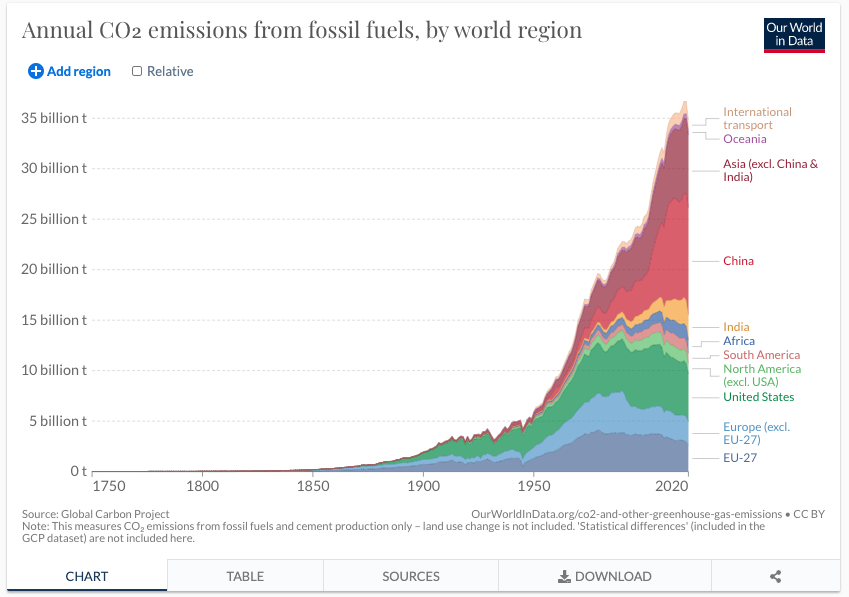 Annual CO₂ emissions from fossil fuels, by world region
Our World
in Data
Add region
Relative
35 billion t
30 billion t
25 billion t
20 billion t
15 billion t
10 billion t
5 billion t
0 t
1750
1800
1850
1900
1950
2020
International
transport
Oceania
Asia (excl. China &
India)
China
India
Africa
South America
North America
(excl. USA)
United States
Europe (excl.
EU-27)
EU-27
Source: Global Carbon Project
OurWorldInData.org/co2-and-other-greenhouse-gas-emissions • CC BY
Note: This measures CO₂ emissions from fossil fuels and cement production only – land use change is not included. 'Statistical differences' (included in the
GCP dataset) are not included here.
CHART
TABLE
SOURCES
DOWNLOAD